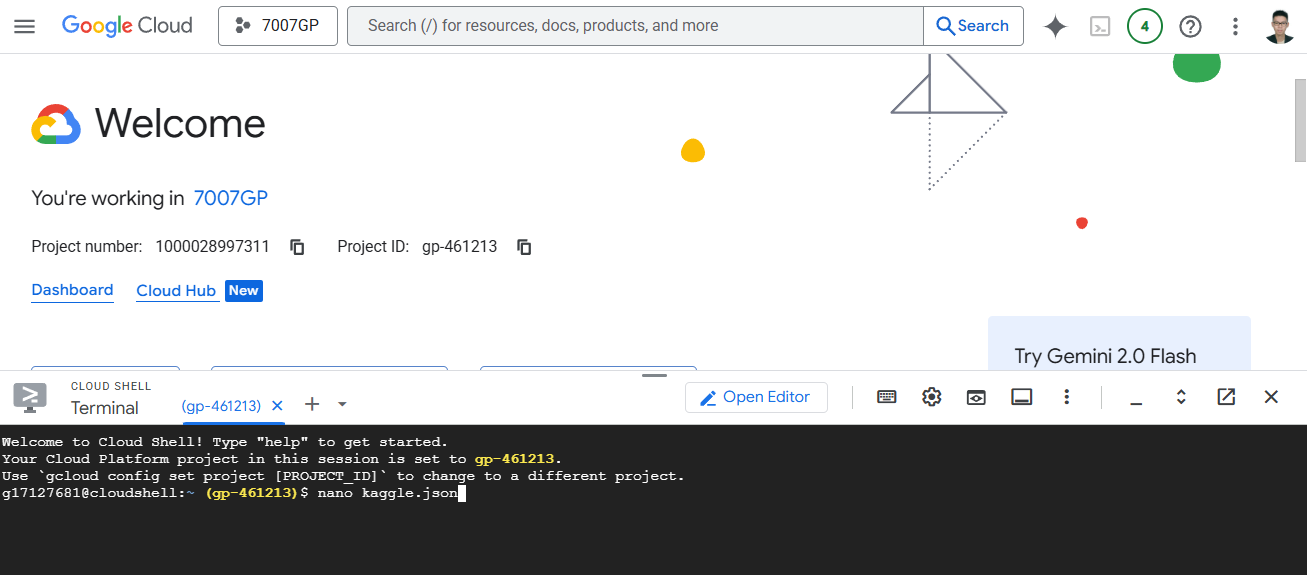 Google Cloud
7007GP
Search (/) for resources, docs, products, and more
Search
4
Welcome
You're working in 7007GP
Project number: 1000028997311 Project ID: gp-461213
Dashboard
Cloud Hub New
Try Gemini 2.0 Flash
CLOUD SHELL
Terminal
(gp-461213)
Open Editor
Welcome to Cloud Shell! Type "help" to get started.
Your Cloud Platform project in this session is set to gp-461213.
Use `gcloud config set project [PROJECT_ID]` to change to a different project.
g17127681@cloudshell:~ (gp-461213)$ nano kaggle.json